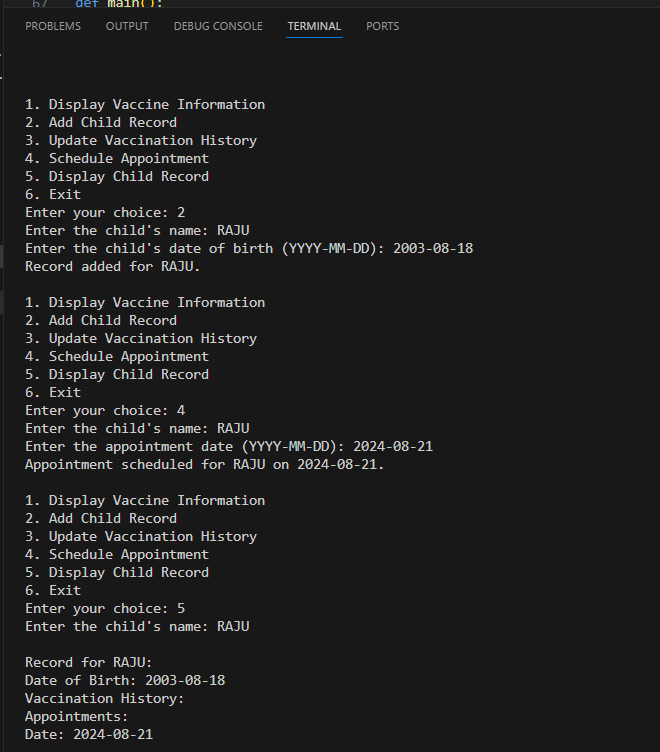 67 def main():
PROBLEMS OUTPUT DEBUG CONSOLE TERMINAL PORTS
1. Display Vaccine Information
2. Add Child Record
3. Update Vaccination History
4. Schedule Appointment
5. Display Child Record
6. Exit
Enter your choice: 2
Enter the child's name: RAJU
Enter the child's date of birth (YYYY-MM-DD): 2003-08-18
Record added for RAJU.
1. Display Vaccine Information
2. Add Child Record
3. Update Vaccination History
4. Schedule Appointment
5. Display Child Record
6. Exit
Enter your choice: 4
Enter the child's name: RAJU
Enter the appointment date (YYYY-MM-DD): 2024-08-21
Appointment scheduled for RAJU on 2024-08-21.
1. Display Vaccine Information
2. Add Child Record
3. Update Vaccination History
4. Schedule Appointment
5. Display Child Record
6. Exit
Enter your choice: 5
Enter the child's name: RAJU
Record for RAJU:
Date of Birth: 2003-08-18
Vaccination History:
Appointments:
Date: 2024-08-21